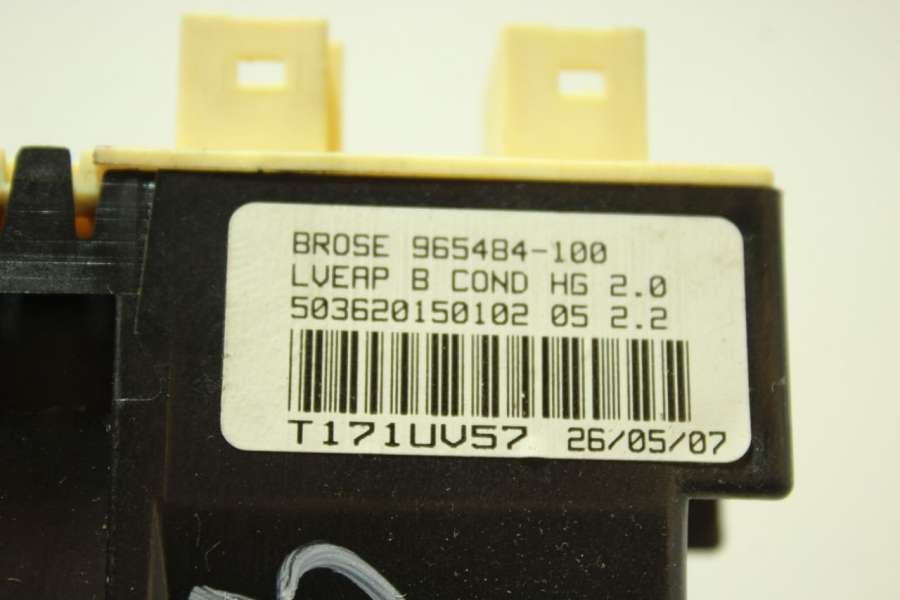 BROSE 965484-100
LVEAP B COND HG 2.0
503620150102 05 2.2
T171UV57 26/05/07